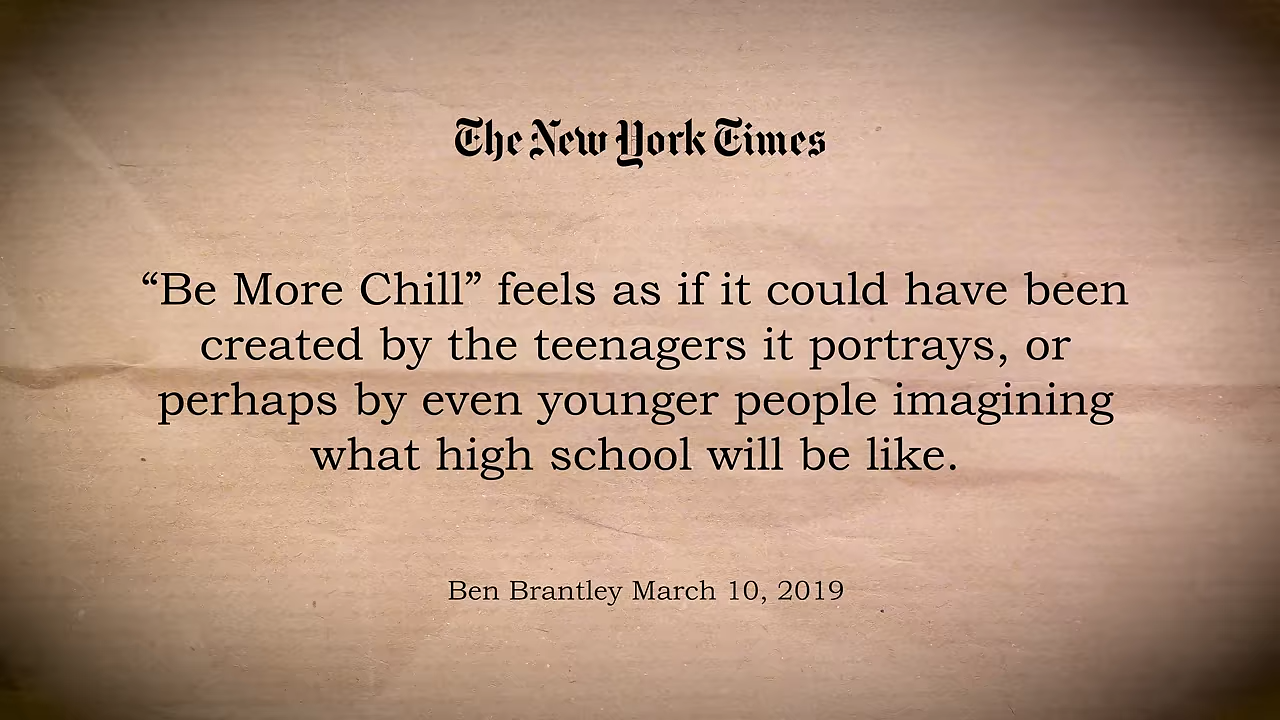 The New York Times
“Be More Chill” feels as if it could have been
created by the teenagers it portrays, or
perhaps by even younger people imagining
what high school will be like.
Ben Brantley March 10, 2019